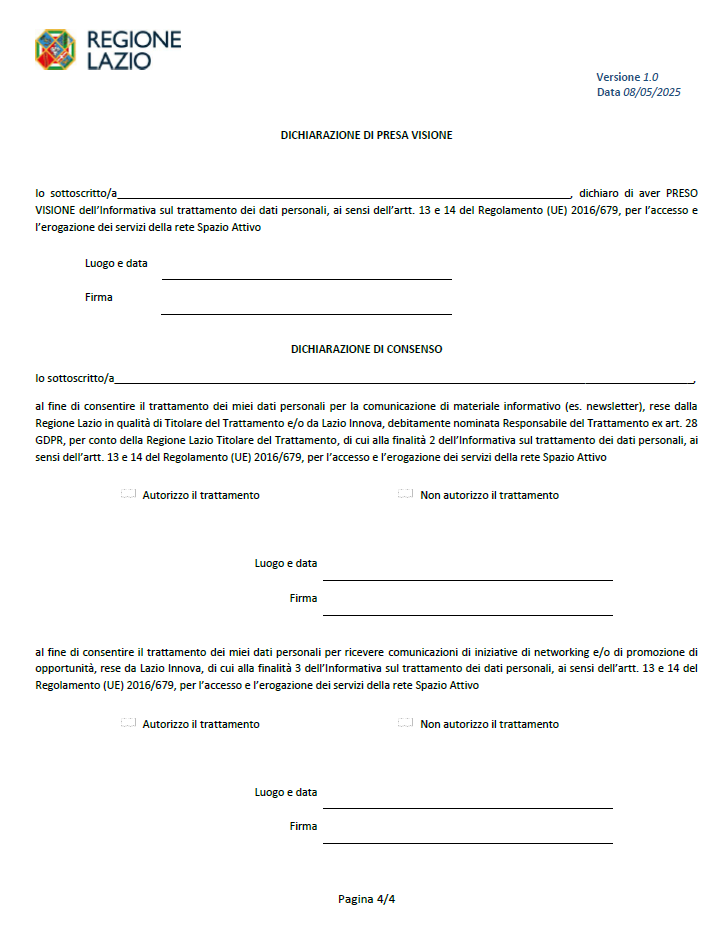 REGIONE
LAZIO
Versione 1.0
Data 08/05/2025
DICHIARAZIONE DI PRESA VISIONE
Io sottoscritto/a______________________________, dichiaro di aver PRESO
VISIONE dell’Informativa sul trattamento dei dati personali, ai sensi dell’artt. 13 e 14 del Regolamento (UE) 2016/679, per l’accesso e
l’erogazione dei servizi della rete Spazio Attivo
Luogo e data
Firma
DICHIARAZIONE DI CONSENSO
Io sottoscritto/a______________________________,
al fine di consentire il trattamento dei miei dati personali per la comunicazione di materiale informativo (es. newsletter), rese dalla
Regione Lazio in qualità di Titolare del Trattamento e/o da Lazio Innova, debitamente nominata Responsabile del Trattamento ex art. 28
GDPR, per conto della Regione Lazio Titolare del Trattamento, di cui alla finalità 2 dell’Informativa sul trattamento dei dati personali, ai
sensi dell’artt. 13 e 14 del Regolamento (UE) 2016/679, per l’accesso e l’erogazione dei servizi della rete Spazio Attivo
Autorizzo il trattamento Non autorizzo il trattamento
Luogo e data
Firma
al fine di consentire il trattamento dei miei dati personali per ricevere comunicazioni di iniziative di networking e/o di promozione di
opportunità, rese da Lazio Innova, di cui alla finalità 3 dell’Informativa sul trattamento dei dati personali, ai sensi dell’artt. 13 e 14 del
Regolamento (UE) 2016/679, per l’accesso e l’erogazione dei servizi della rete Spazio Attivo
Autorizzo il trattamento Non autorizzo il trattamento
Luogo e data
Firma
Pagina 4/4